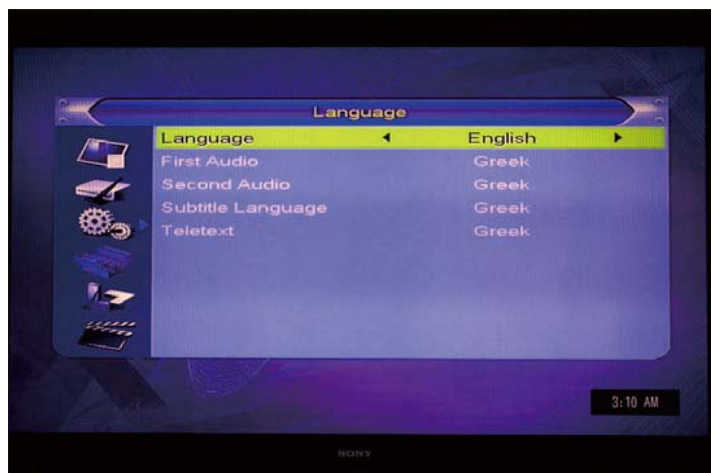 Language
Language English
First Audio Greek
Second Audio Greek
Subtitle Language Greek
Teletext Greek
3:10 AM
SONY